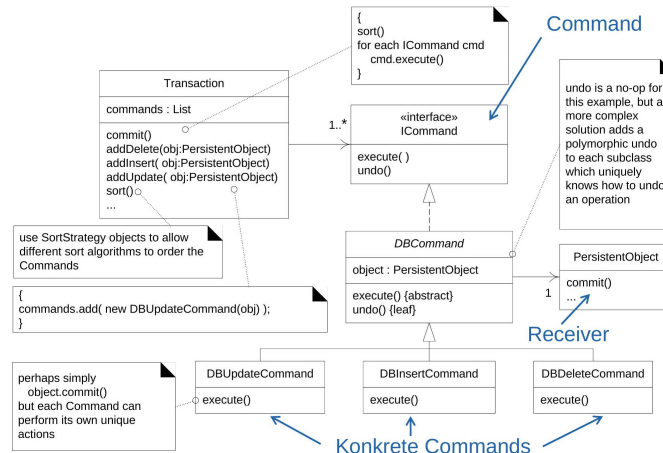 {
sort()
for each ICommand cmd
cmd.execute()
}
Command
Transaction
commands : List
commit()
addDelete(obj:PersistentObject)
addInsert( obj:PersistentObject)
addUpdate( obj:PersistentObject)
sort()
...
1..*
«interface»
ICommand
execute( )
undo()
undo is a no-op for
this example, but a
more complex
solution adds a
polymorphic undo
to each subclass
which uniquely
knows how to undo
an operation
use SortStrategy objects to allow
different sort algorithms to order the
Commands
{
commands.add( new DBUpdateCommand(obj) );
}
DBCommand
object : PersistentObject
execute() {abstract}
undo() {leaf}
1
PersistentObject
commit()
...
Receiver
perhaps simply
object.commit()
but each Command can
perform its own unique
actions
DBUpdateCommand
execute()
DBInsertCommand
execute()
DBDeleteCommand
execute()
Konkrete Commands